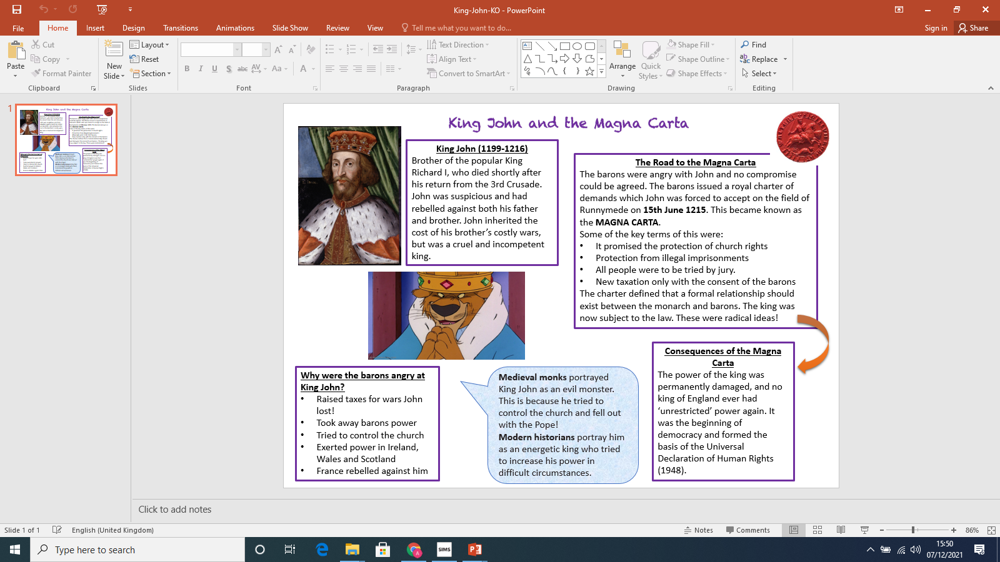 King-John-KO - PowerPoint
File Home Insert Design Transitions Animations Slide Show Review View Tell me what you want to do... Sign in Share
Cut
Copy
Format Painter
Paste
Clipboard
New
Slide
Layout
Reset
Section
Slides
Font
Text Direction
Align Text
Convert to SmartArt
Paragraph
Arrange
Quick
Styles
Shape Fill
Shape Outline
Shape Effects
Drawing
Find
Replace
Select
Editing
1
King John and the Magna Carta
King John (1199-1216)
Brother of the popular King
Richard I, who died shortly after
his return from the 3rd Crusade.
John was suspicious and had
rebelled against both his father
and brother. John inherited the
cost of his brother’s costly wars,
but was a cruel and incompetent
king.
The Road to the Magna Carta
The barons were angry with John and no compromise
could be agreed. The barons issued a royal charter of
demands which John was forced to accept on the field of
Runnymede on 15th June 1215. This became known as
the MAGNA CARTA.
Some of the key terms of this were:
• It promised the protection of church rights
• Protection from illegal imprisonments
• All people were to be tried by jury.
• New taxation only with the consent of the barons
The charter defined that a formal relationship should
exist between the monarch and barons. The king was
now subject to the law. These were radical ideas!
Why were the barons angry at
King John?
• Raised taxes for wars John
lost!
• Took away barons power
• Tried to control the church
• Exerted power in Ireland,
Wales and Scotland
• France rebelled against him
Medieval monks portrayed
King John as an evil monster.
This is because he tried to
control the church and fell out
with the Pope!
Modern historians portray him
as an energetic king who tried
to increase his power in
difficult circumstances.
Consequences of the Magna
Carta
The power of the king was
permanently damaged, and no
king of England ever had
‘unrestricted’ power again. It
was the beginning of
democracy and formed the
basis of the Universal
Declaration of Human Rights
(1948).
Click to add notes
Slide 1 of 1 English (United Kingdom) Notes Comments 86%
Type here to search
SIMS
15:50
07/12/2021